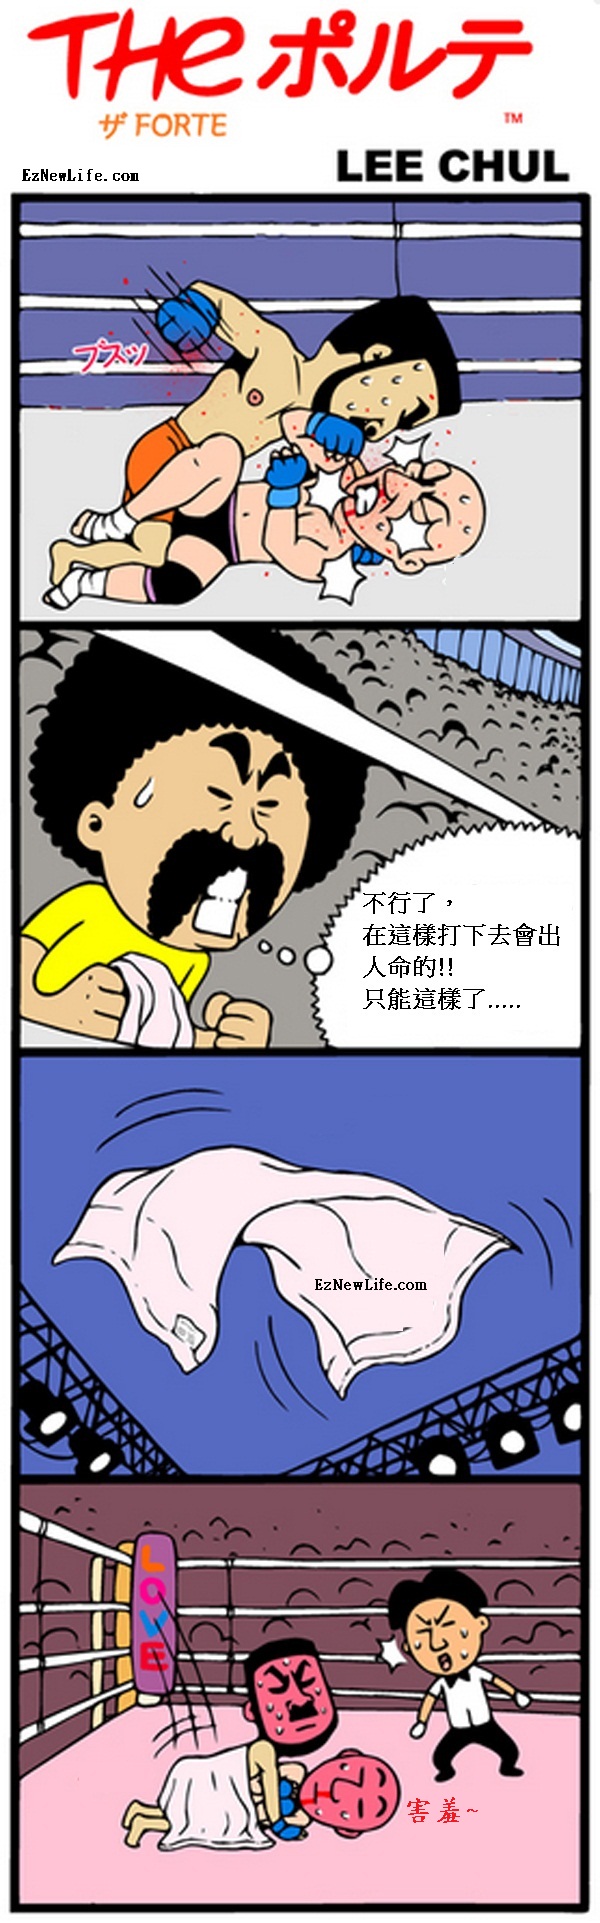 THE ポルテ
ザ FORTE
TM
EzNewLife.com
LEE CHUL
ブスッ
不行了，
在這樣打下去會出
人命的!!
只能這樣了.....
EzNewLife.com
LOVE
害羞~